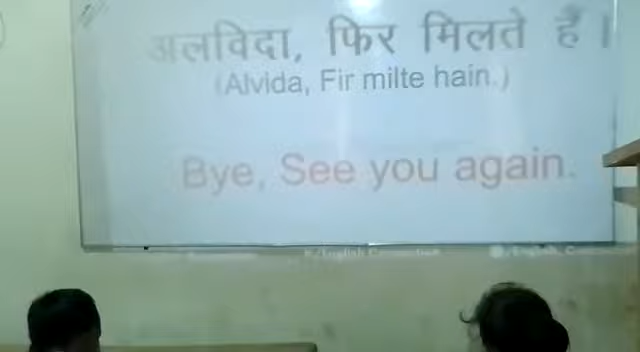 अलविदा, फिर मिलते हैं।
(Alvida, Fir milte hain.)
Bye, See you again.